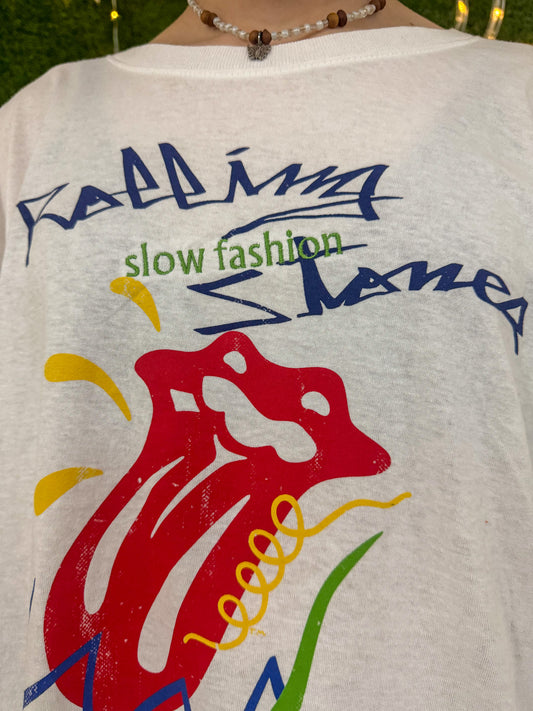 Rolling
slow fashion
Stones